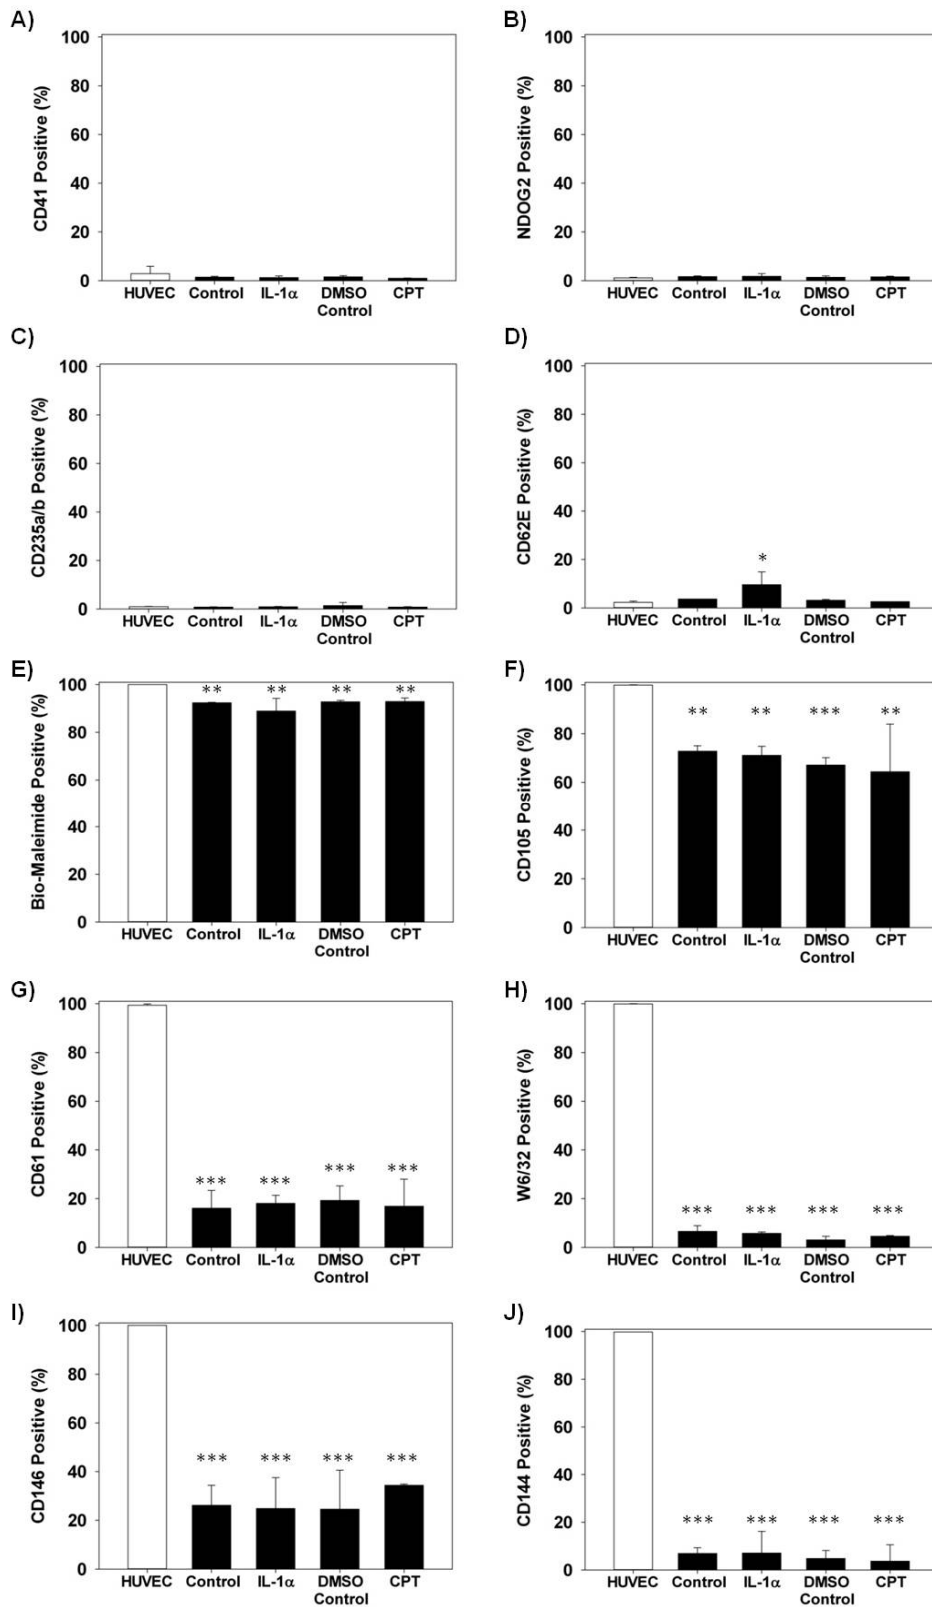 A)
CD41 Positive (%)
100
80
60
40
20
0
HUVEC Control IL-1α DMSO Control CPT
B)
NDOG2 Positive (%)
100
80
60
40
20
0
HUVEC Control IL-1α DMSO Control CPT
C)
CD235a/b Positive (%)
100
80
60
40
20
0
HUVEC Control IL-1α DMSO Control CPT
D)
CD62E Positive (%)
100
80
60
40
20
0
*
HUVEC Control IL-1α DMSO Control CPT
E)
Bio-Maleimide Positive (%)
100
80
60
40
20
0
** ** ** **
HUVEC Control IL-1α DMSO Control CPT
F)
CD105 Positive (%)
100
80
60
40
20
0
** ** *** **
HUVEC Control IL-1α DMSO Control CPT
G)
CD61 Positive (%)
100
80
60
40
20
0
*** *** *** ***
HUVEC Control IL-1α DMSO Control CPT
H)
W6/32 Positive (%)
100
80
60
40
20
0
*** *** *** ***
HUVEC Control IL-1α DMSO Control CPT
I)
CD146 Positive (%)
100
80
60
40
20
0
*** *** *** ***
HUVEC Control IL-1α DMSO Control CPT
J)
CD144 Positive (%)
100
80
60
40
20
0
*** *** *** ***
HUVEC Control IL-1α DMSO Control CPT